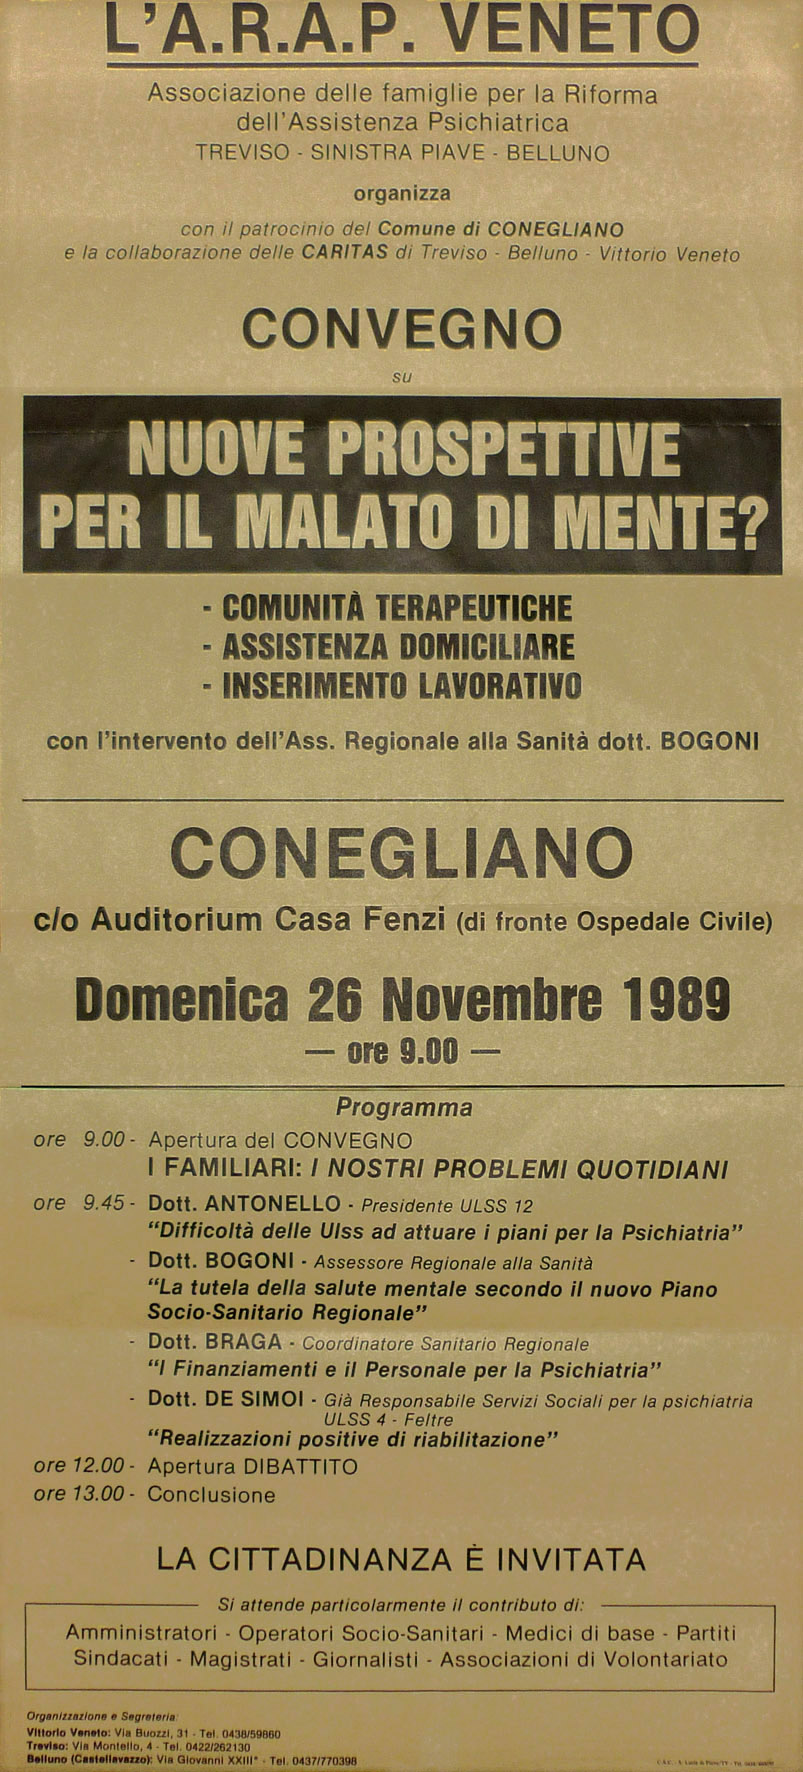 L'A.R.A.P. VENETO
Associazione delle famiglie per la Riforma
dell'Assistenza Psichiatrica
TREVISO - SINISTRA PIAVE - BELLUNO
organizza
con il patrocinio del Comune di CONEGLIANO
e la collaborazione delle CARITAS di Treviso - Belluno - Vittorio Veneto
CONVEGNO
su
NUOVE PROSPETTIVE
PER IL MALATO DI MENTE?
- COMUNITÀ TERAPEUTICHE
- ASSISTENZA DOMICILIARE
- INSERIMENTO LAVORATIVO
con l'intervento dell'Ass. Regionale alla Sanità dott. BOGONI
CONEGLIANO
c/o Auditorium Casa Fenzi (di fronte Ospedale Civile)
Domenica 26 Novembre 1989
— ore 9.00 —
Programma
ore 9.00 - Apertura del CONVEGNO
I FAMILIARI: I NOSTRI PROBLEMI QUOTIDIANI
ore 9.45 - Dott. ANTONELLO - Presidente ULSS 12
"Difficoltà delle Ulss ad attuare i piani per la Psichiatria"
- Dott. BOGONI - Assessore Regionale alla Sanità
"La tutela della salute mentale secondo il nuovo Piano
Socio-Sanitario Regionale"
- Dott. BRAGA - Coordinatore Sanitario Regionale
"I Finanziamenti e il Personale per la Psichiatria"
- Dott. DE SIMOI - Già Responsabile Servizi Sociali per la psichiatria
ULSS 4 - Feltre
"Realizzazioni positive di riabilitazione"
ore 12.00 - Apertura DIBATTITO
ore 13.00 - Conclusione
LA CITTADINANZA È INVITATA
Si attende particolarmente il contributo di:
Amministratori - Operatori Socio-Sanitari - Medici di base - Partiti
Sindacati - Magistrati - Giornalisti - Associazioni di Volontariato
Organizzazione e Segreteria:
Vittorio Veneto: Via Buozzi, 31 - Tel. 0438/59860
Treviso: Via Montello, 4 - Tel. 0422/262130
Belluno (Castellavazzo): Via Giovanni XXIII° - Tel. 0437/770398